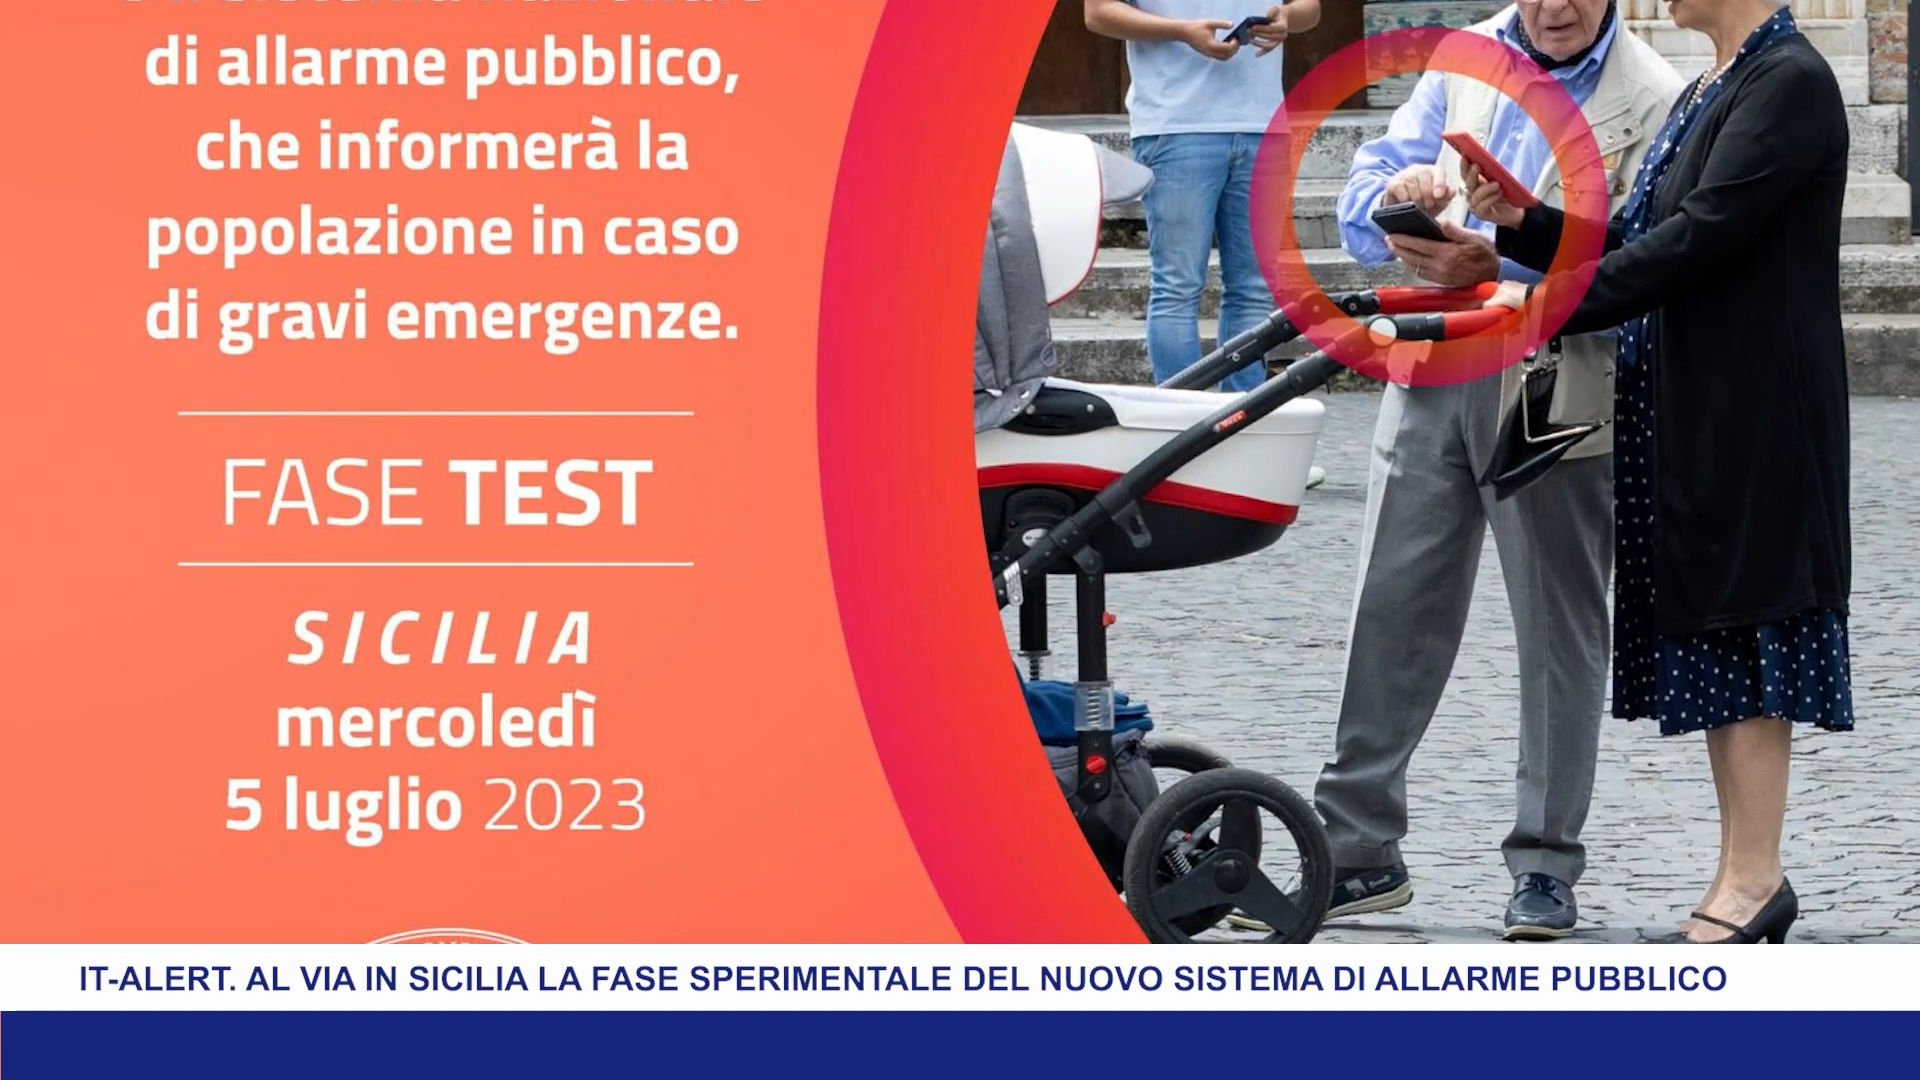 di allarme pubblico,
che informerà la
popolazione in caso
di gravi emergenze.
FASE TEST
SICILIA
mercoledì
5 luglio 2023
IT-ALERT. AL VIA IN SICILIA LA FASE SPERIMENTALE DEL NUOVO SISTEMA DI ALLARME PUBBLICO